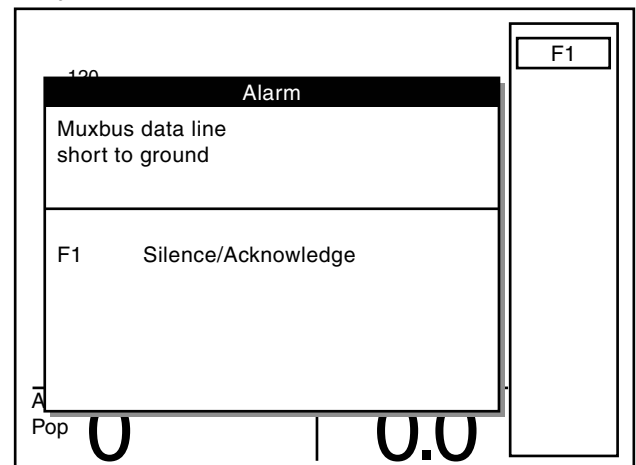 F1
Alarm
Muxbus data line
short to ground
F1 Silence/Acknowledge
Pop 0 0.0